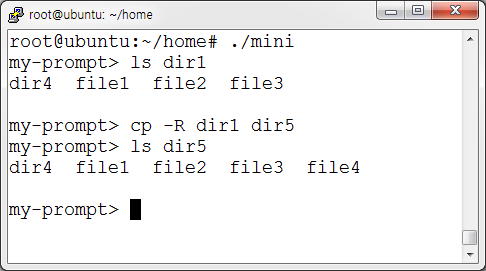 root@ubuntu: ~/home
root@ubuntu:~/home# ./mini
my-prompt> ls dir1
dir4  file1  file2  file3
my-prompt> cp -R dir1 dir5
my-prompt> ls dir5
dir4  file1  file2  file3  file4
my-prompt>